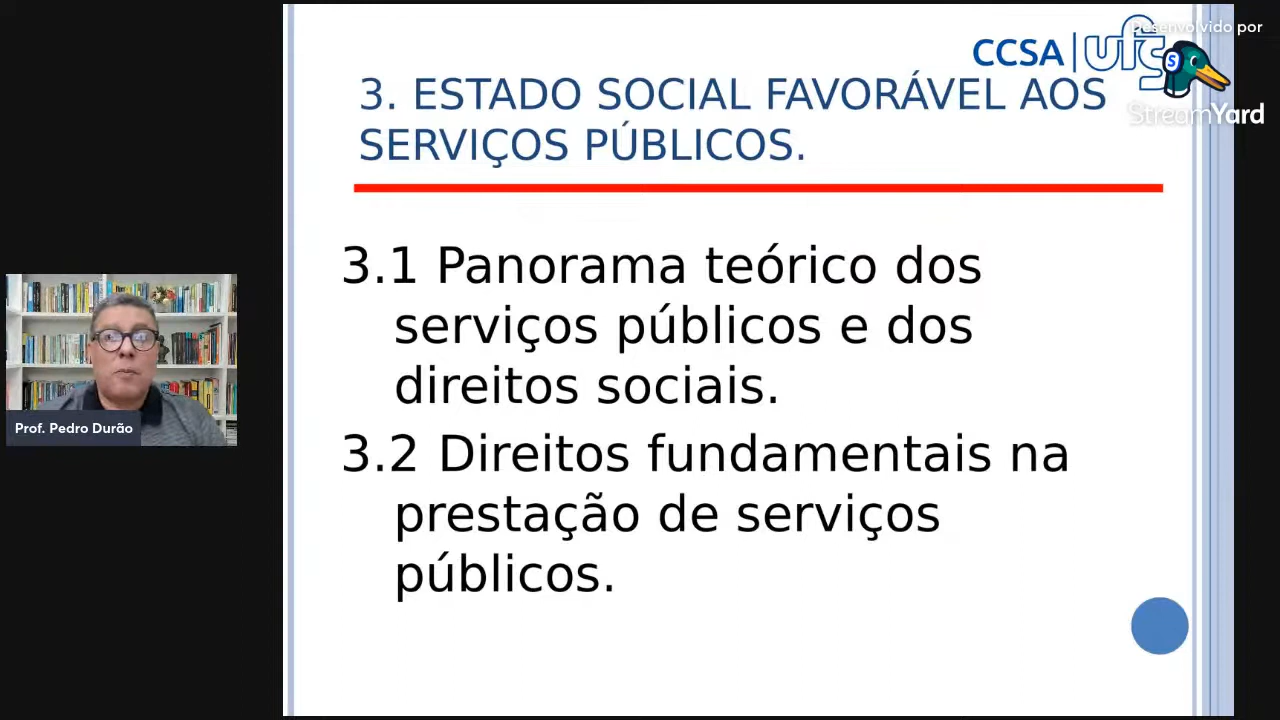 Desenvolvido por
CCSA | ufs
StreamYard
3. ESTADO SOCIAL FAVORÁVEL AOS
SERVIÇOS PÚBLICOS.
3.1 Panorama teórico dos
serviços públicos e dos
direitos sociais.
3.2 Direitos fundamentais na
prestação de serviços
públicos.
Prof. Pedro Durão